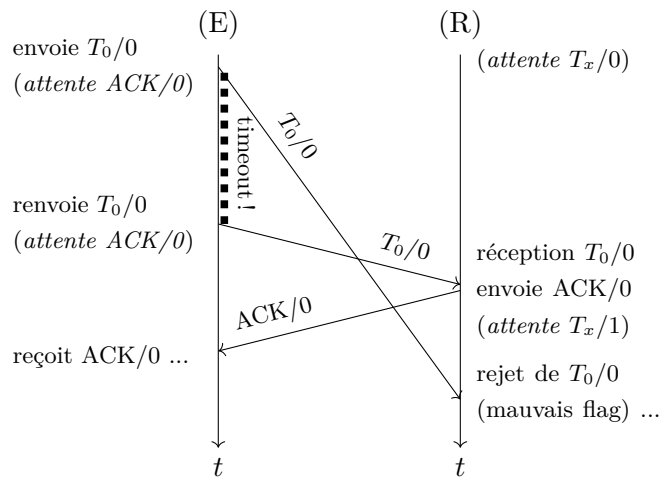 (E)
(R)
envoie T₀/0
(attente ACK/0)
(attente Tₓ/0)
T₀/0
timeout !
renvoie T₀/0
(attente ACK/0)
T₀/0
réception T₀/0
envoie ACK/0
(attente Tₓ/1)
ACK/0
reçoit ACK/0 ...
rejet de T₀/0
(mauvais flag) ...
t
t